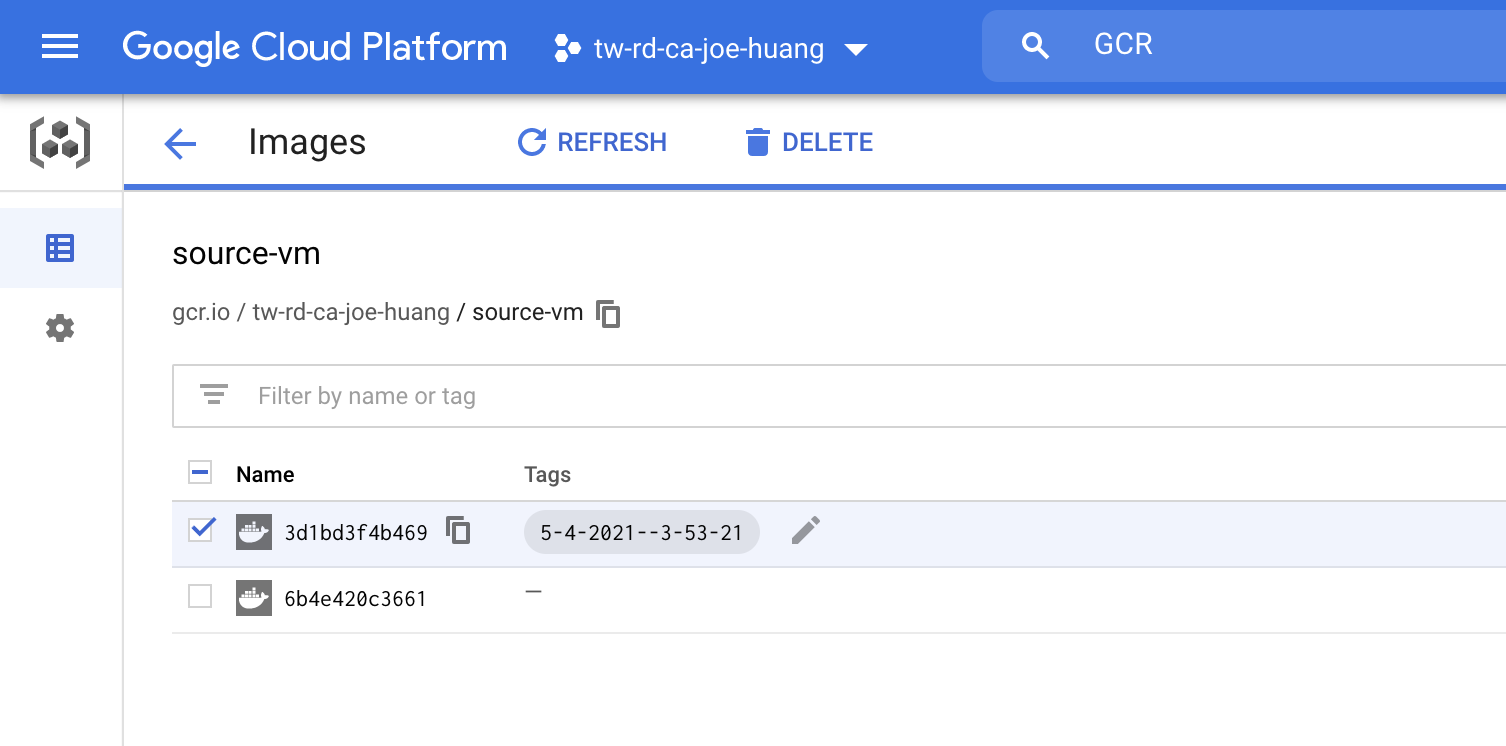 Google Cloud Platform tw-rd-ca-joe-huang GCR
Images REFRESH DELETE
source-vm
gcr.io / tw-rd-ca-joe-huang / source-vm
Filter by name or tag
Name Tags
3d1bd3f4b469 5-4-2021--3-53-21
6b4e420c3661 —